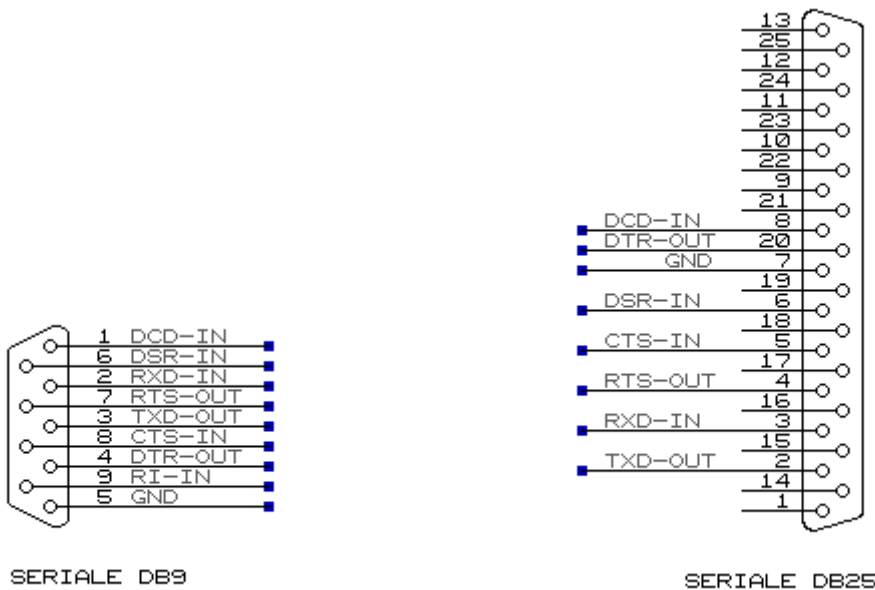 1 DCD-IN
6 DSR-IN
2 RXD-IN
7 RTS-OUT
3 TXD-OUT
8 CTS-IN
4 DTR-OUT
9 RI-IN
5 GND
SERIALE DB9
13
25
12
24
11
23
10
22
9
21
DCD-IN 8
DTR-OUT 20
GND 7
19
DSR-IN 6
18
CTS-IN 5
17
RTS-OUT 4
16
RXD-IN 3
15
TXD-OUT 2
14
1
SERIALE DB25